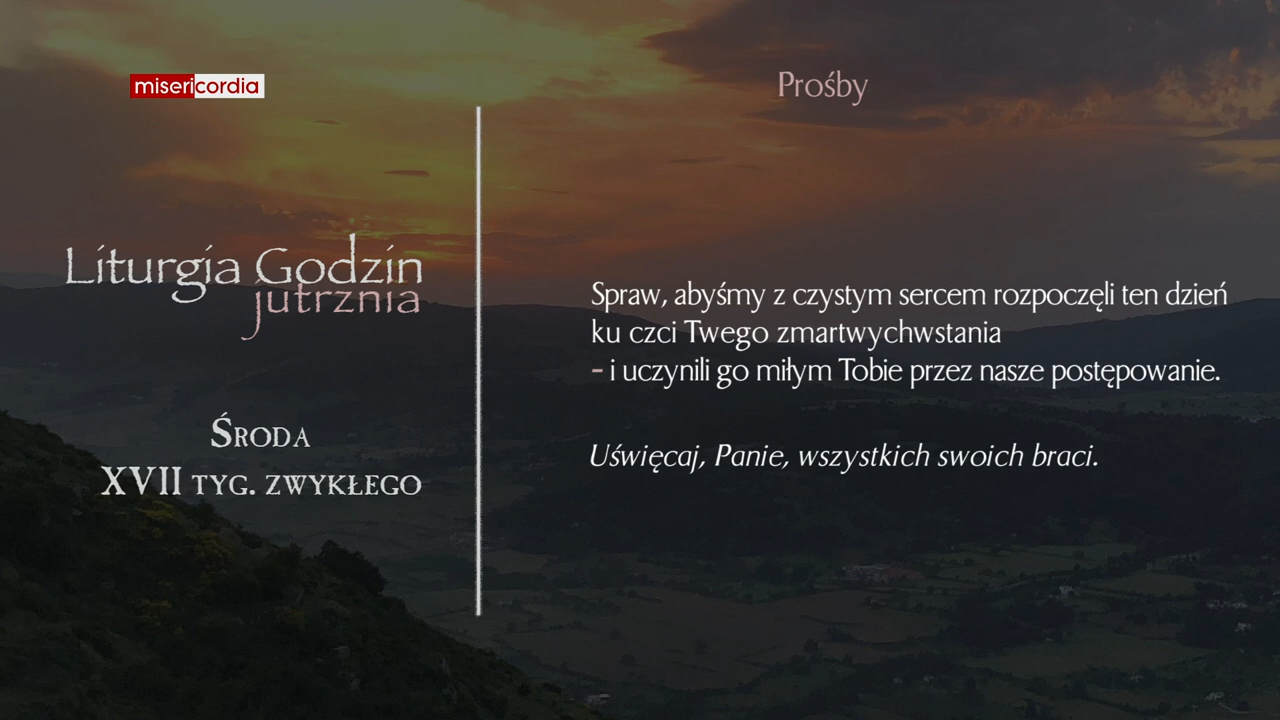 misericordia
Liturgia Godzin
jutrznia
Środa
XVII tyg. zwykłego
Prośby
Spraw, abyśmy z czystym sercem rozpoczęli ten dzień
ku czci Twego zmartwychwstania
- i uczynili go miłym Tobie przez nasze postępowanie.
Uświęcaj, Panie, wszystkich swoich braci.